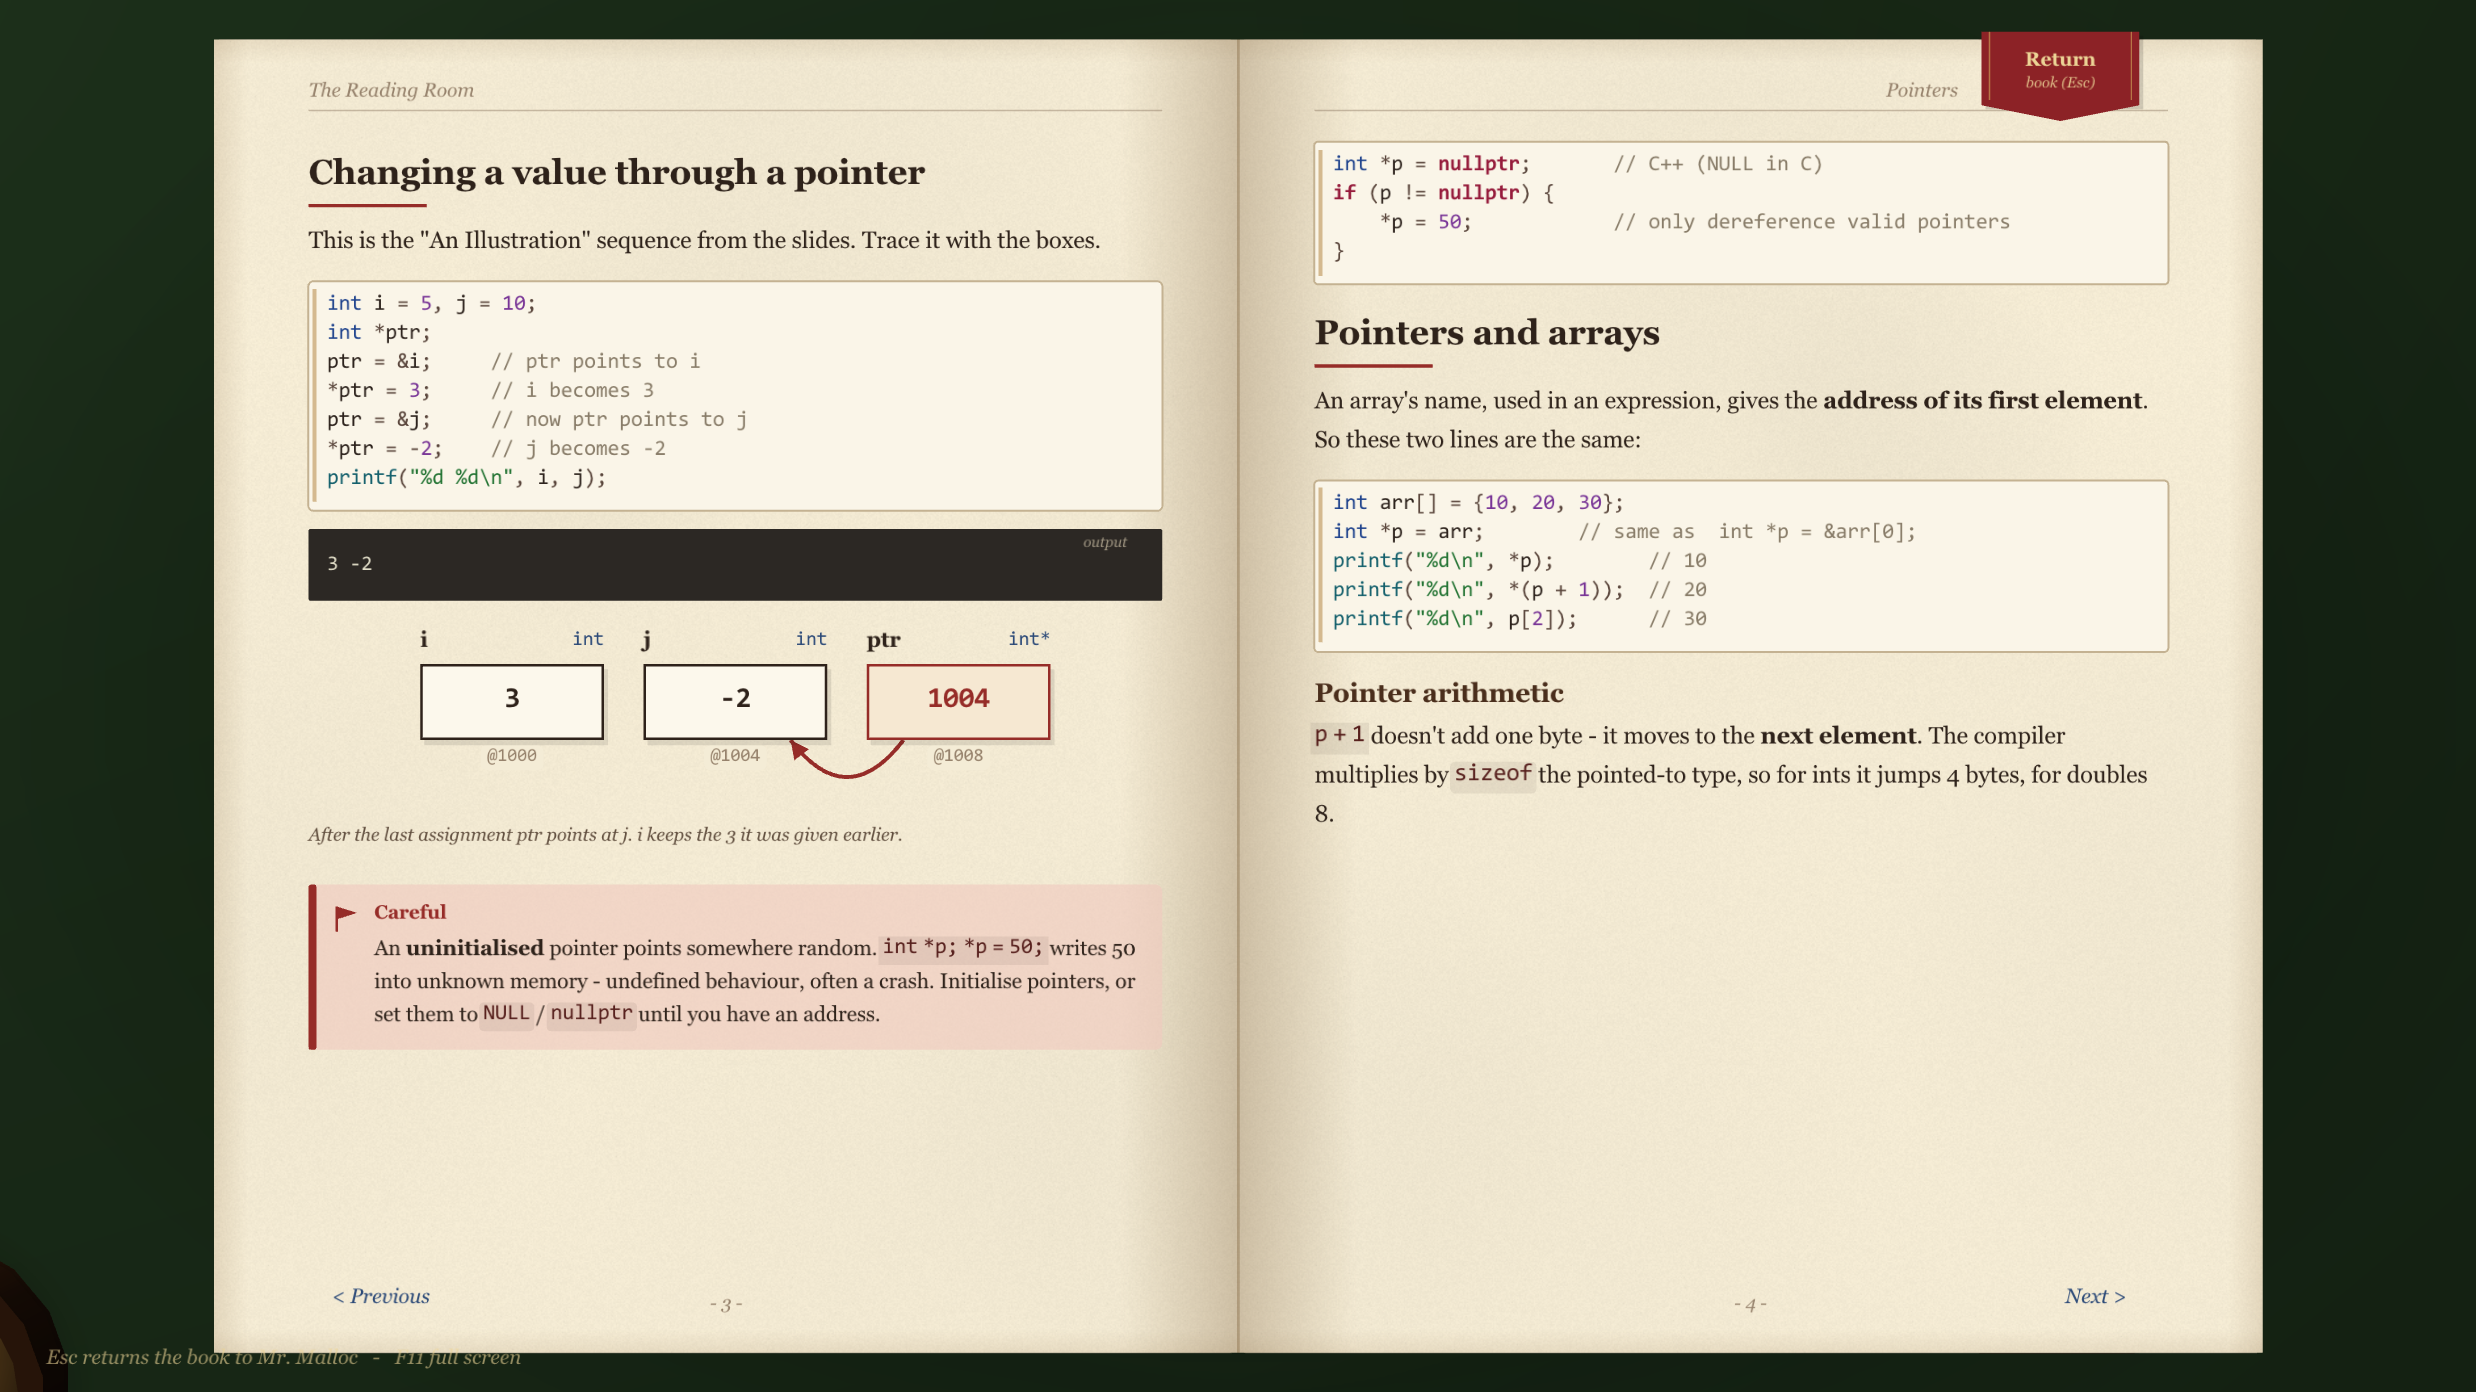 The Reading Room
Changing a value through a pointer
This is the "An Illustration" sequence from the slides. Trace it with the boxes.
int i = 5, j = 10;
int *ptr;
ptr = &i;     // ptr points to i
*ptr = 3;     // i becomes 3
ptr = &j;     // now ptr points to j
*ptr = -2;    // j becomes -2
printf("%d %d\n", i, j);
output
3 -2
i int j int ptr int*
3 -2 1004
@1000 @1004 @1008
After the last assignment ptr points at j. i keeps the 3 it was given earlier.
Careful
An uninitialised pointer points somewhere random. int *p; *p = 50; writes 50
into unknown memory - undefined behaviour, often a crash. Initialise pointers, or
set them to NULL / nullptr until you have an address.
< Previous
- 3 -
Pointers
Return
book (Esc)
int *p = nullptr;       // C++ (NULL in C)
if (p != nullptr) {
    *p = 50;            // only dereference valid pointers
}
Pointers and arrays
An array's name, used in an expression, gives the address of its first element.
So these two lines are the same:
int arr[] = {10, 20, 30};
int *p = arr;        // same as  int *p = &arr[0];
printf("%d\n", *p);        // 10
printf("%d\n", *(p + 1));  // 20
printf("%d\n", p[2]);      // 30
Pointer arithmetic
p + 1 doesn't add one byte - it moves to the next element. The compiler
multiplies by sizeof the pointed-to type, so for ints it jumps 4 bytes, for doubles
8.
- 4 -
Next >
Esc returns the book to Mr. Malloc - F11 full screen